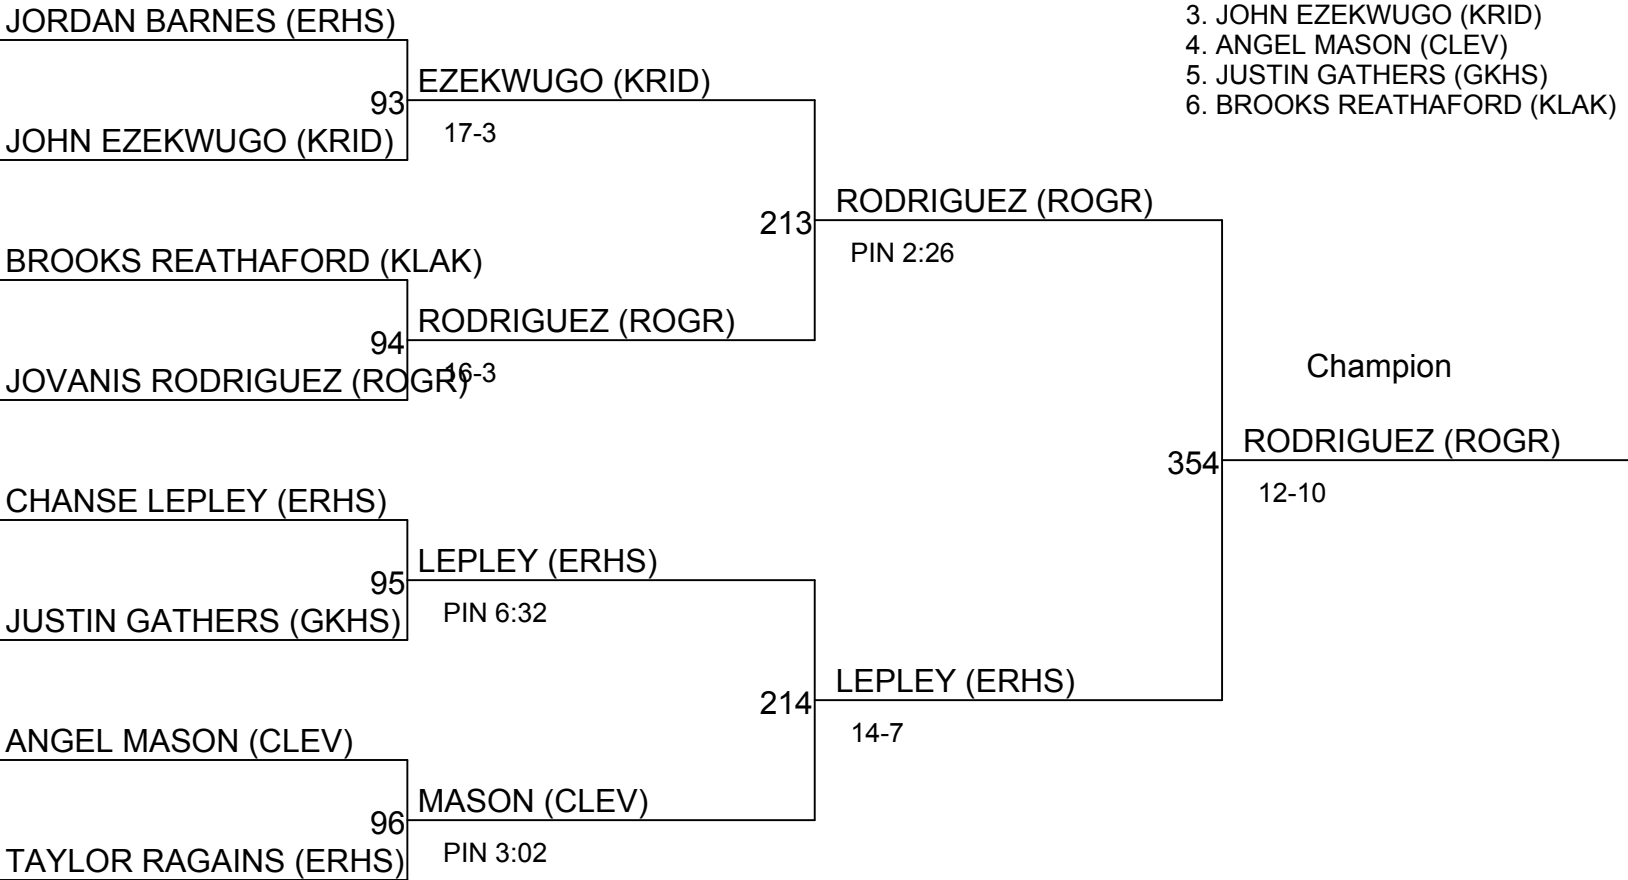 JORDAN BARNES (ERHS)
3. JOHN EZEKWUGO (KRID)
4. ANGEL MASON (CLEV)
5. JUSTIN GATHERS (GKHS)
6. BROOKS REATHAFORD (KLAK)
EZEKWUGO (KRID)
93
17-3
JOHN EZEKWUGO (KRID)
RODRIGUEZ (ROGR)
213
PIN 2:26
BROOKS REATHAFORD (KLAK)
RODRIGUEZ (ROGR)
94
16-3
JOVANIS RODRIGUEZ (ROGR)
Champion
RODRIGUEZ (ROGR)
354
12-10
CHANSE LEPLEY (ERHS)
LEPLEY (ERHS)
95
PIN 6:32
JUSTIN GATHERS (GKHS)
LEPLEY (ERHS)
214
14-7
ANGEL MASON (CLEV)
MASON (CLEV)
96
PIN 3:02
TAYLOR RAGAINS (ERHS)